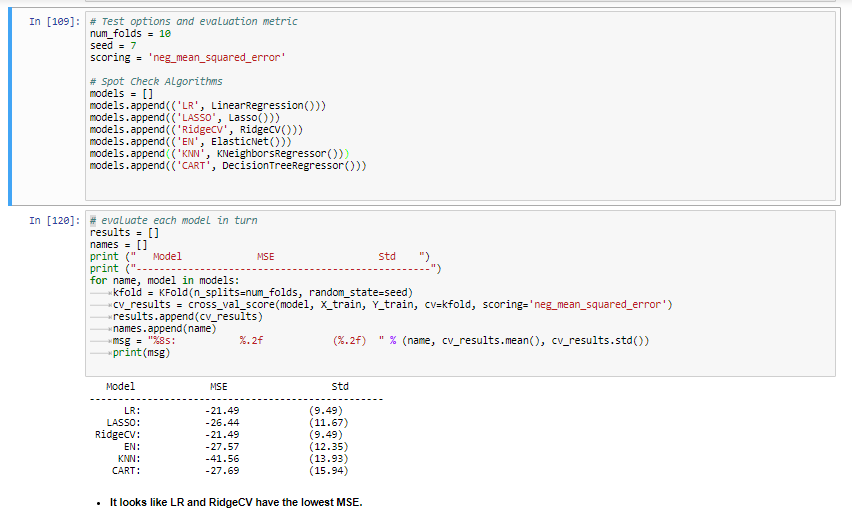 In [109]: # Test options and evaluation metric
num_folds = 10
seed = 7
scoring = 'neg_mean_squared_error'
# Spot Check Algorithms
models = []
models.append(('LR', LinearRegression()))
models.append(('LASSO', Lasso()))
models.append(('RidgeCV', RidgeCV()))
models.append(('EN', ElasticNet()))
models.append(('KNN', KNeighborsRegressor()))
models.append(('CART', DecisionTreeRegressor()))
In [120]: # evaluate each model in turn
results = []
names = []
print ("   Model            MSE                 Std    ")
print ("-----------------------------------------------------")
for name, model in models:
kfold = KFold(n_splits=num_folds, random_state=seed)
cv_results = cross_val_score(model, X_train, Y_train, cv=kfold, scoring='neg_mean_squared_error')
results.append(cv_results)
names.append(name)
msg = "%8s:           %.2f            (%.2f)  " % (name, cv_results.mean(), cv_results.std())
print(msg)
Model MSE Std
-----------------------------------------------------
LR: -21.49 (9.49)
LASSO: -26.44 (11.67)
RidgeCV: -21.49 (9.49)
EN: -27.57 (12.35)
KNN: -41.56 (13.93)
CART: -27.69 (15.94)
• It looks like LR and RidgeCV have the lowest MSE.